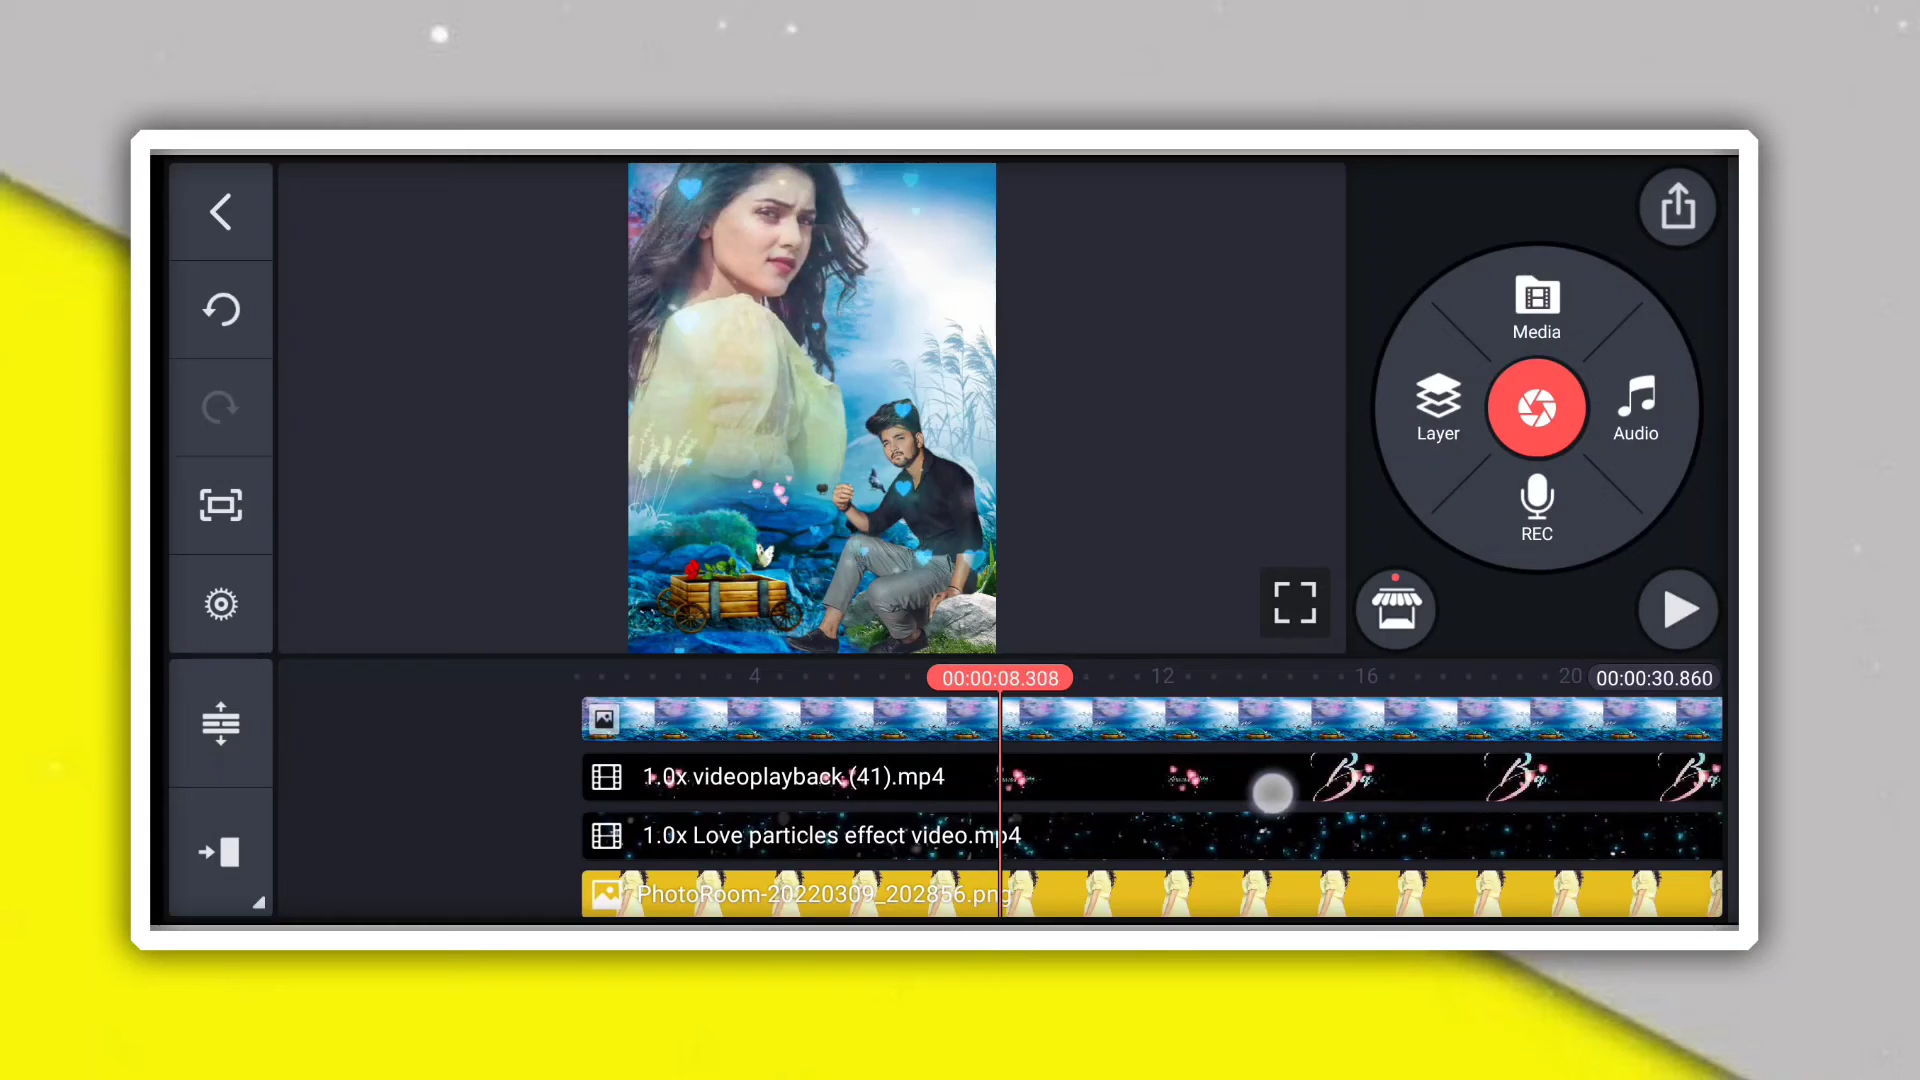 Media
Layer
Audio
REC
4
00:00:08.308
12
16
20
00:00:30.860
1.0x videoplayback (41).mp4
1.0x Love particles effect video.mp4
PhotoRoom-20220309_202856.png